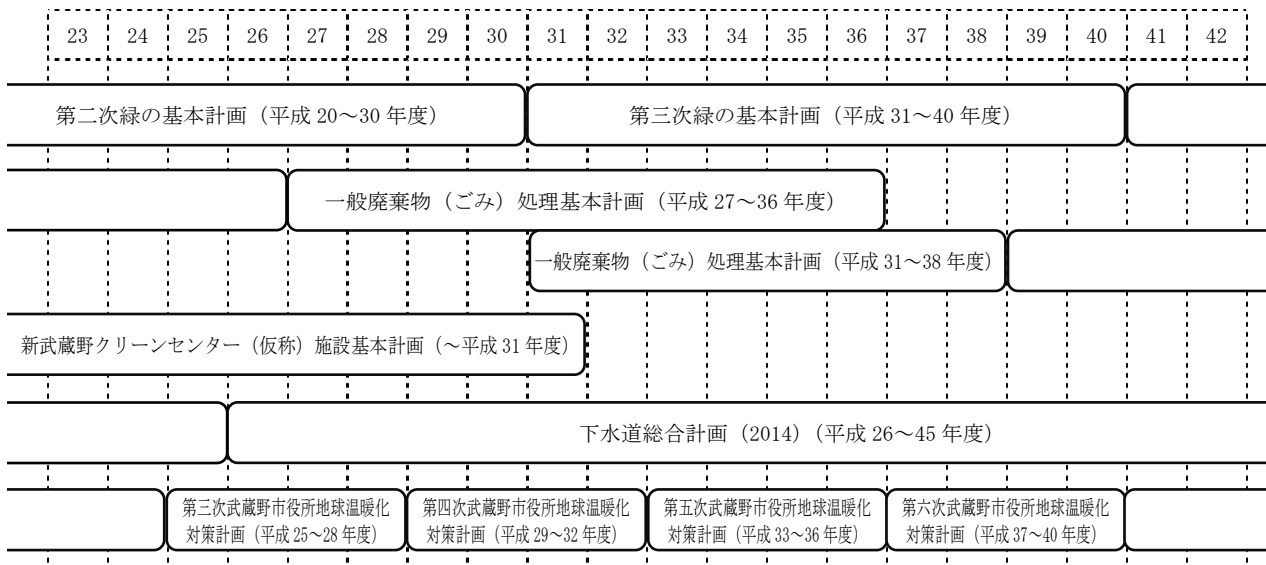 23 24 25 26 27 28 29 30 31 32 33 34 35 36 37 38 39 40 41 42
第二次緑の基本計画（平成 20～30 年度） 第三次緑の基本計画（平成 31～40 年度）
一般廃棄物（ごみ）処理基本計画（平成 27～36 年度）
一般廃棄物（ごみ）処理基本計画（平成 31～38 年度）
新武蔵野クリーンセンター（仮称）施設基本計画（～平成 31 年度）
下水道総合計画（2014）（平成 26～45 年度）
第三次武蔵野市役所地球温暖化
対策計画（平成 25～28 年度）
第四次武蔵野市役所地球温暖化
対策計画（平成 29～32 年度）
第五次武蔵野市役所地球温暖化
対策計画（平成 33～36 年度）
第六次武蔵野市役所地球温暖化
対策計画（平成 37～40 年度）